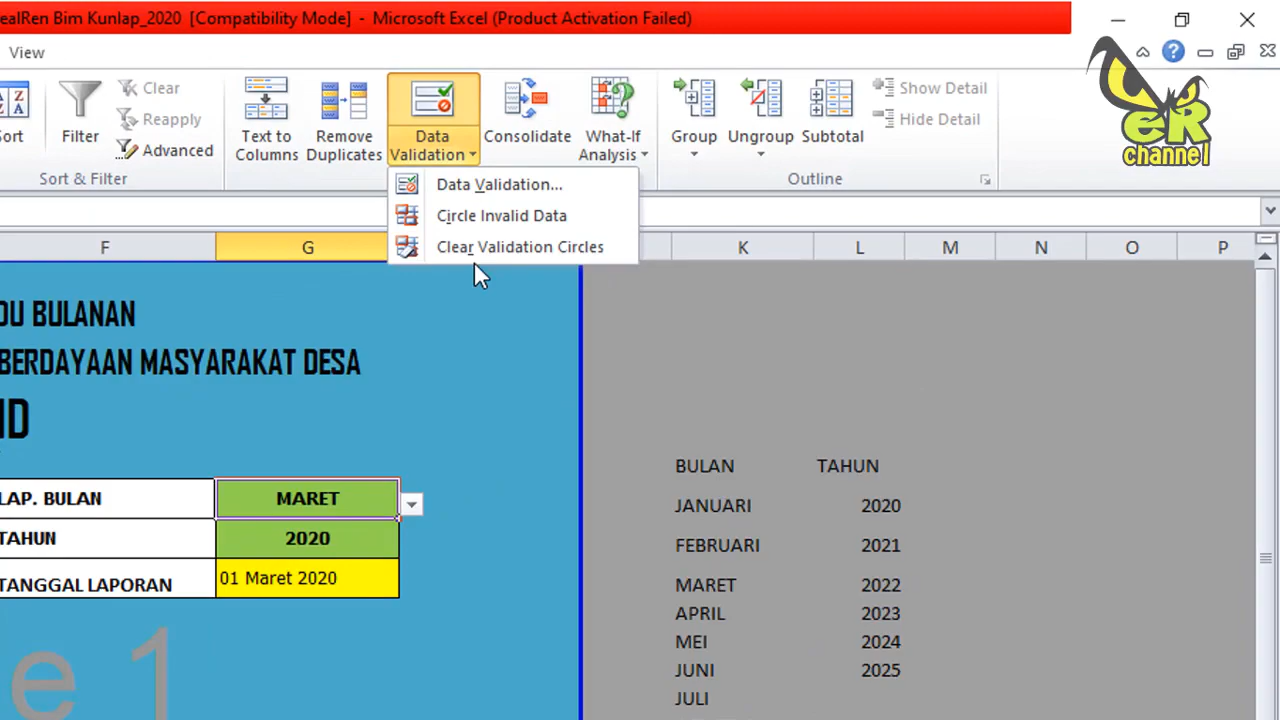 ealRen Bim Kunlap_2020 [Compatibility Mode] - Microsoft Excel (Product Activation Failed)
View
Sort
Filter
Clear
Reapply
Advanced
Text to
Columns
Remove
Duplicates
Data
Validation
Consolidate
What-If
Analysis
Group
Ungroup
Subtotal
Show Detail
Hide Detail
Sort & Filter
Outline
eR
channel
Data Validation...
Circle Invalid Data
Clear Validation Circles
F G K L M N O P
DU BULANAN
BERDAYAAN MASYARAKAT DESA
ID
LAP. BULAN MARET
TAHUN 2020
TANGGAL LAPORAN 01 Maret 2020
e 1
BULAN TAHUN
JANUARI 2020
FEBRUARI 2021
MARET 2022
APRIL 2023
MEI 2024
JUNI 2025
JULI